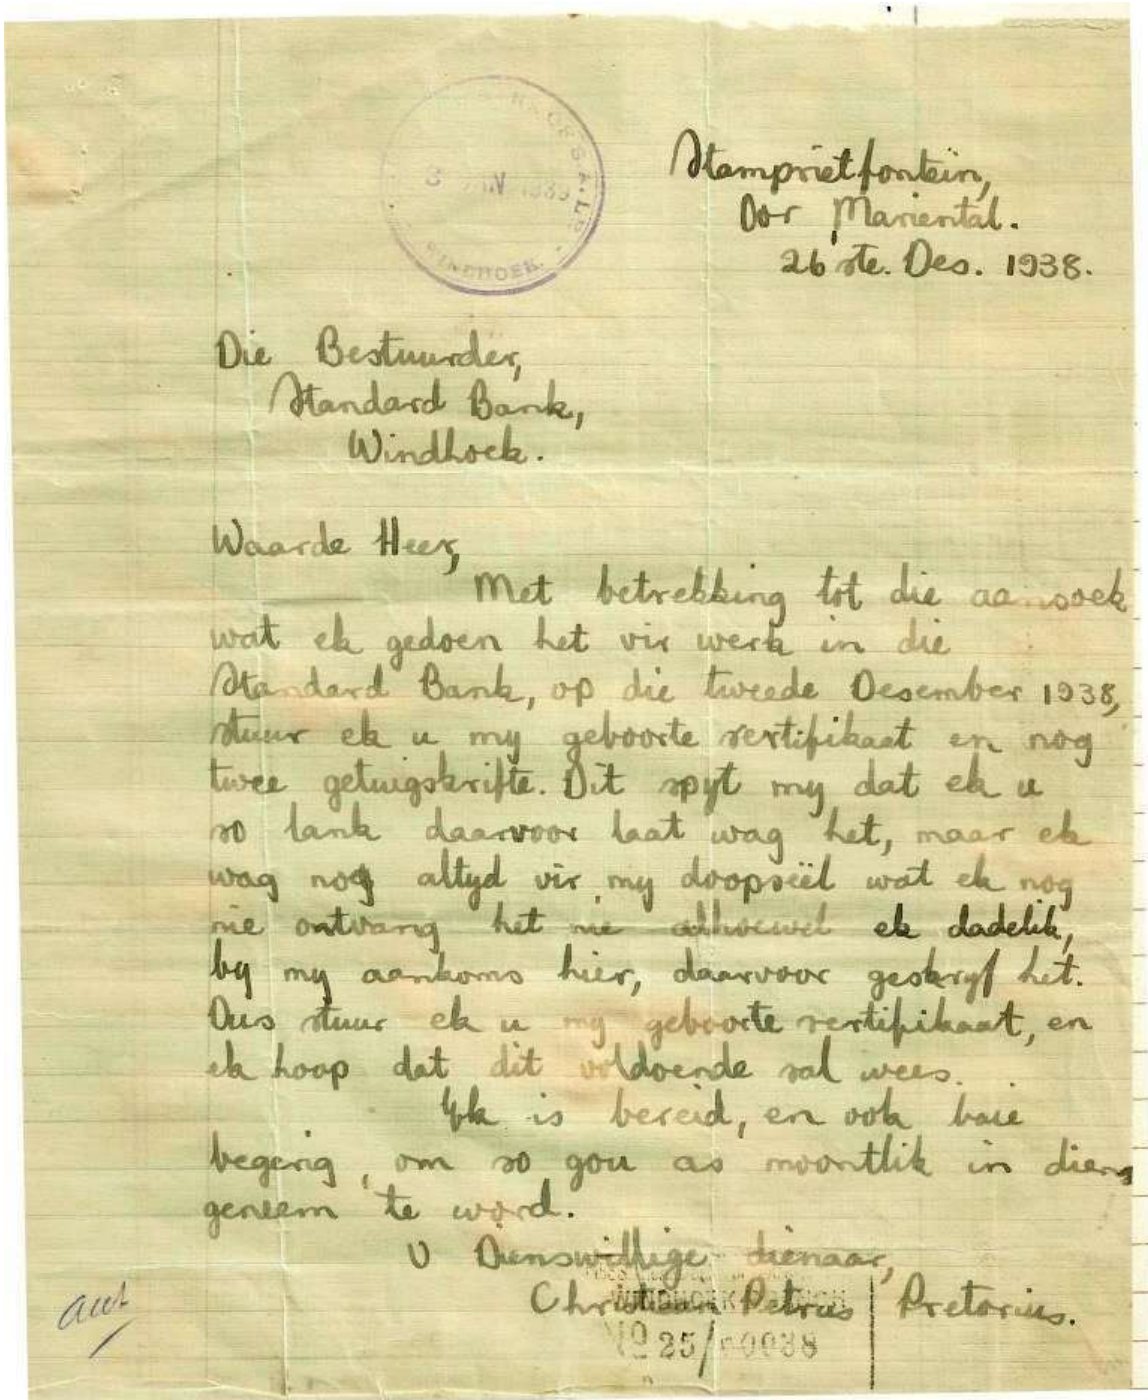 Stamprietfontein,
Oor Mariental.
26 ste. Des. 1938.
Die Bestuurder,
Standard Bank,
Windhoek.
Waarde Heer,
Met betrekking tot die aansoek
wat ek gedoen het vir werk in die
Standard Bank, op die tweede Desember 1938,
stuur ek u my geboorte sertifikaat en nog
twee getuigskrifte. Dit spyt my dat ek u
so lank daarvoor laat wag het, maar ek
wag nog altyd vir my doopseël wat ek nog
nie ontvang het nie alhoewel ek dadelik,
by my aankoms hier, daarvoor geskryf het.
Dus stuur ek u my geboorte sertifikaat, en
ek hoop dat dit voldoende sal wees.
Ek is bereid, en ook baie
begerig, om so gou as moontlik in diens
geneem te word.
U Dienswillige dienaar,
Christiaan Petrus Pretorius.
WINDHOEK
No 25/